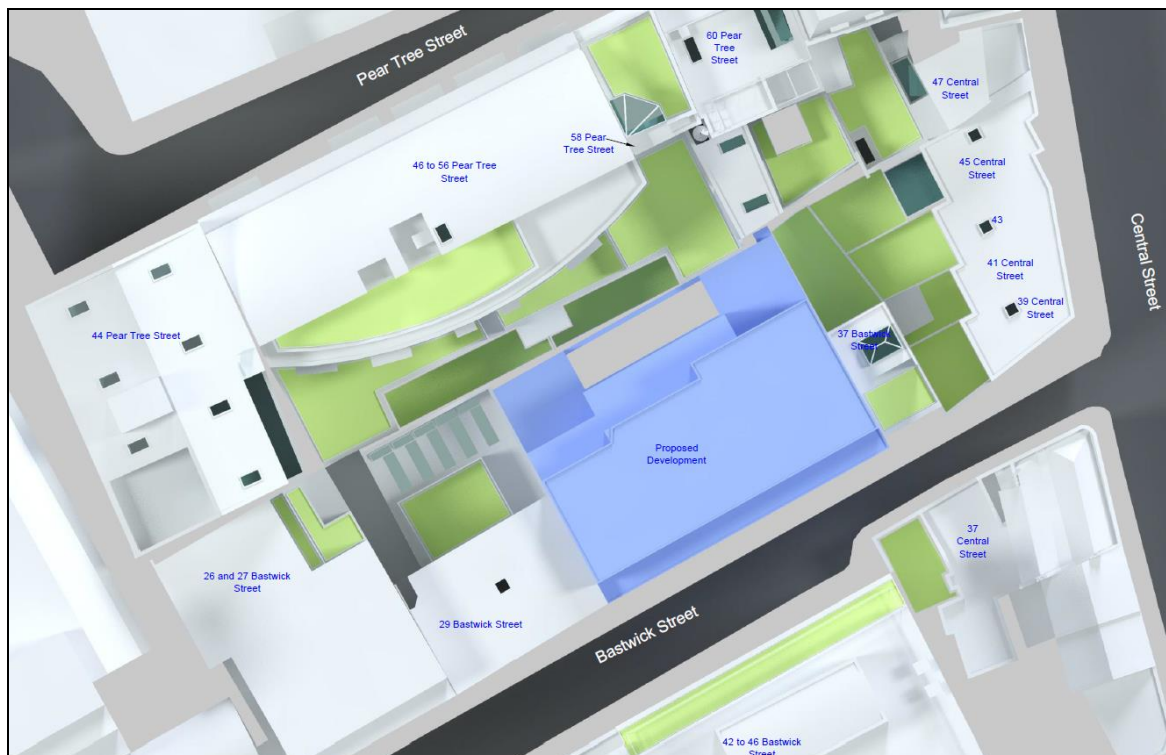 Pear Tree Street
60 Pear
Tree
Street
47 Central
Street
58 Pear
Tree Street
46 to 56 Pear Tree
Street
45 Central
Street
43
41 Central
Street
39 Central
Street
Central Street
44 Pear Tree Street
37 Bastwick
Street
Proposed
Development
37
Central
Street
26 and 27 Bastwick
Street
29 Bastwick Street
Bastwick Street
42 to 46 Bastwick
Street